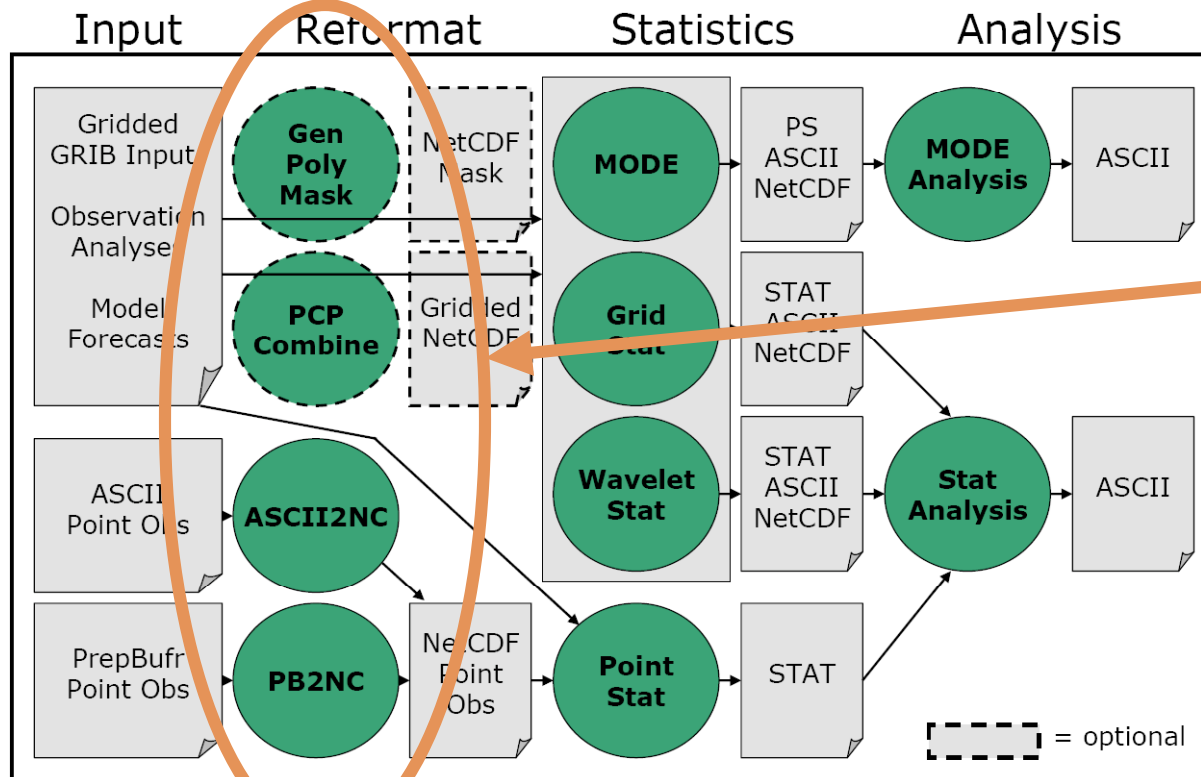 Input
Reformat
Statistics
Analysis
Gridded
GRIB Input
Observation
Analyses
Model
Forecasts
Gen
Poly
Mask
NetCDF
Mask
MODE
PS
ASCII
NetCDF
MODE
Analysis
ASCII
PCP
Combine
Gridded
NetCDF
Grid
Stat
STAT
ASCII
NetCDF
ASCII
Point Obs
ASCII2NC
Wavelet
Stat
STAT
ASCII
NetCDF
Stat
Analysis
ASCII
PrepBufr
Point Obs
PB2NC
NetCDF
Point
Obs
Point
Stat
STAT
= optional